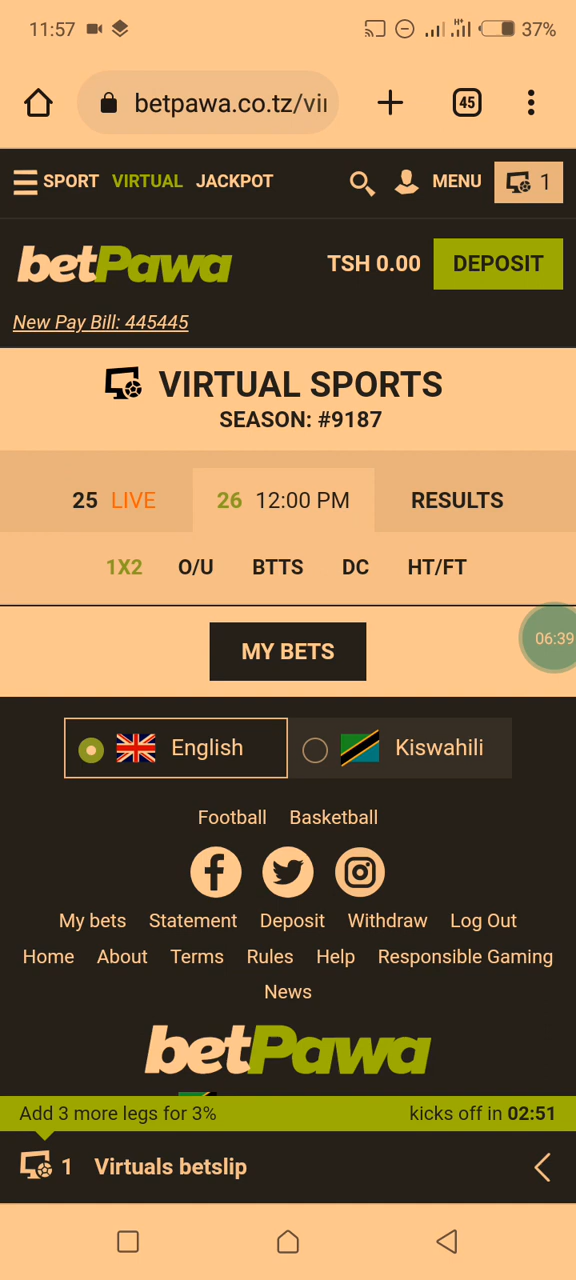 11:57 37%
betpawa.co.tz/vir 45
SPORT VIRTUAL JACKPOT MENU 1
betPawa TSH 0.00 DEPOSIT
New Pay Bill: 445445
VIRTUAL SPORTS
SEASON: #9187
25 LIVE 26 12:00 PM RESULTS
1X2 O/U BTTS DC HT/FT
06:39
MY BETS
English Kiswahili
Football Basketball
My bets Statement Deposit Withdraw Log Out
Home About Terms Rules Help Responsible Gaming
News
betPawa
Add 3 more legs for 3% kicks off in 02:51
1 Virtuals betslip